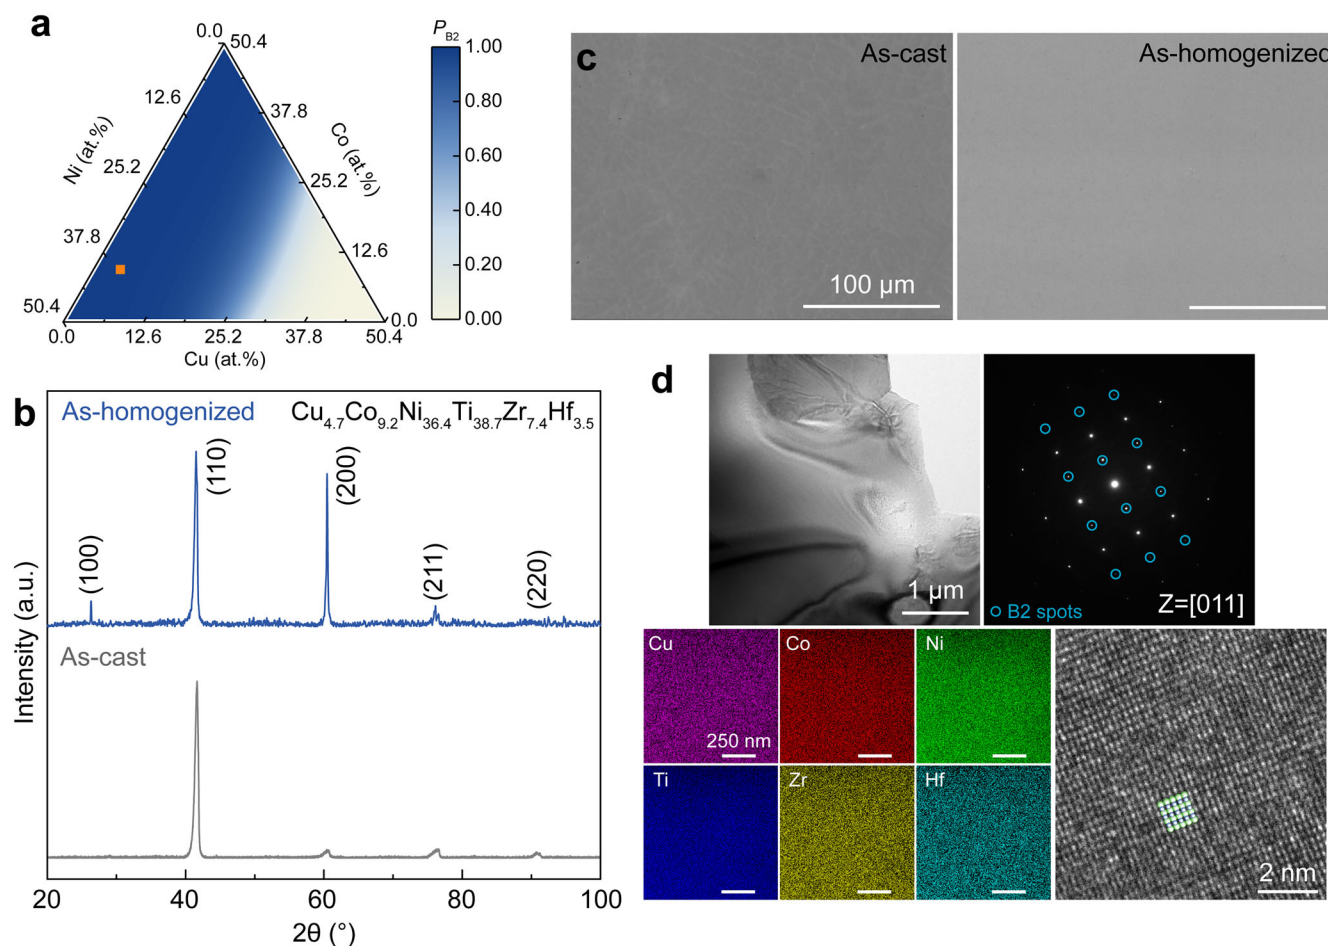 a
P_B2
0.0
50.4
1.00
12.6
37.8
0.80
Ni (at.%)
Co (at.%)
25.2
25.2
0.60
37.8
12.6
0.40
50.4
0.0
0.20
0.00
0.0
12.6
25.2
37.8
50.4
Cu (at.%)
c
As-cast
100 μm
As-homogenized
b
As-homogenized
Cu4.7Co9.2Ni36.4Ti38.7Zr7.4Hf3.5
(100)
(110)
(200)
(211)
(220)
As-cast
Intensity (a.u.)
20
40
60
80
100
2θ (°)
d
1 μm
B2 spots
Z=[011]
Cu
250 nm
Co
Ni
Ti
Zr
Hf
2 nm